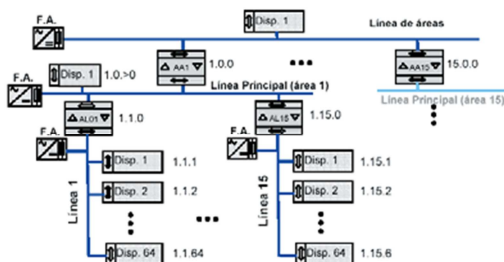 Disp. 1
F.A.
Línea de áreas
AA1
1.0.0
AA15
15.0.0
F.A.
Disp. 1
1.0.>0
Línea Principal (área 1)
Línea Principal (área 15)
AL01
1.1.0
AL15
1.15.0
F.A.
F.A.
Línea 1
Disp. 1
1.1.1
Disp. 2
1.1.2
Disp. 64
1.1.64
Línea 15
Disp. 1
1.15.1
Disp. 2
1.15.2
Disp. 64
1.15.6